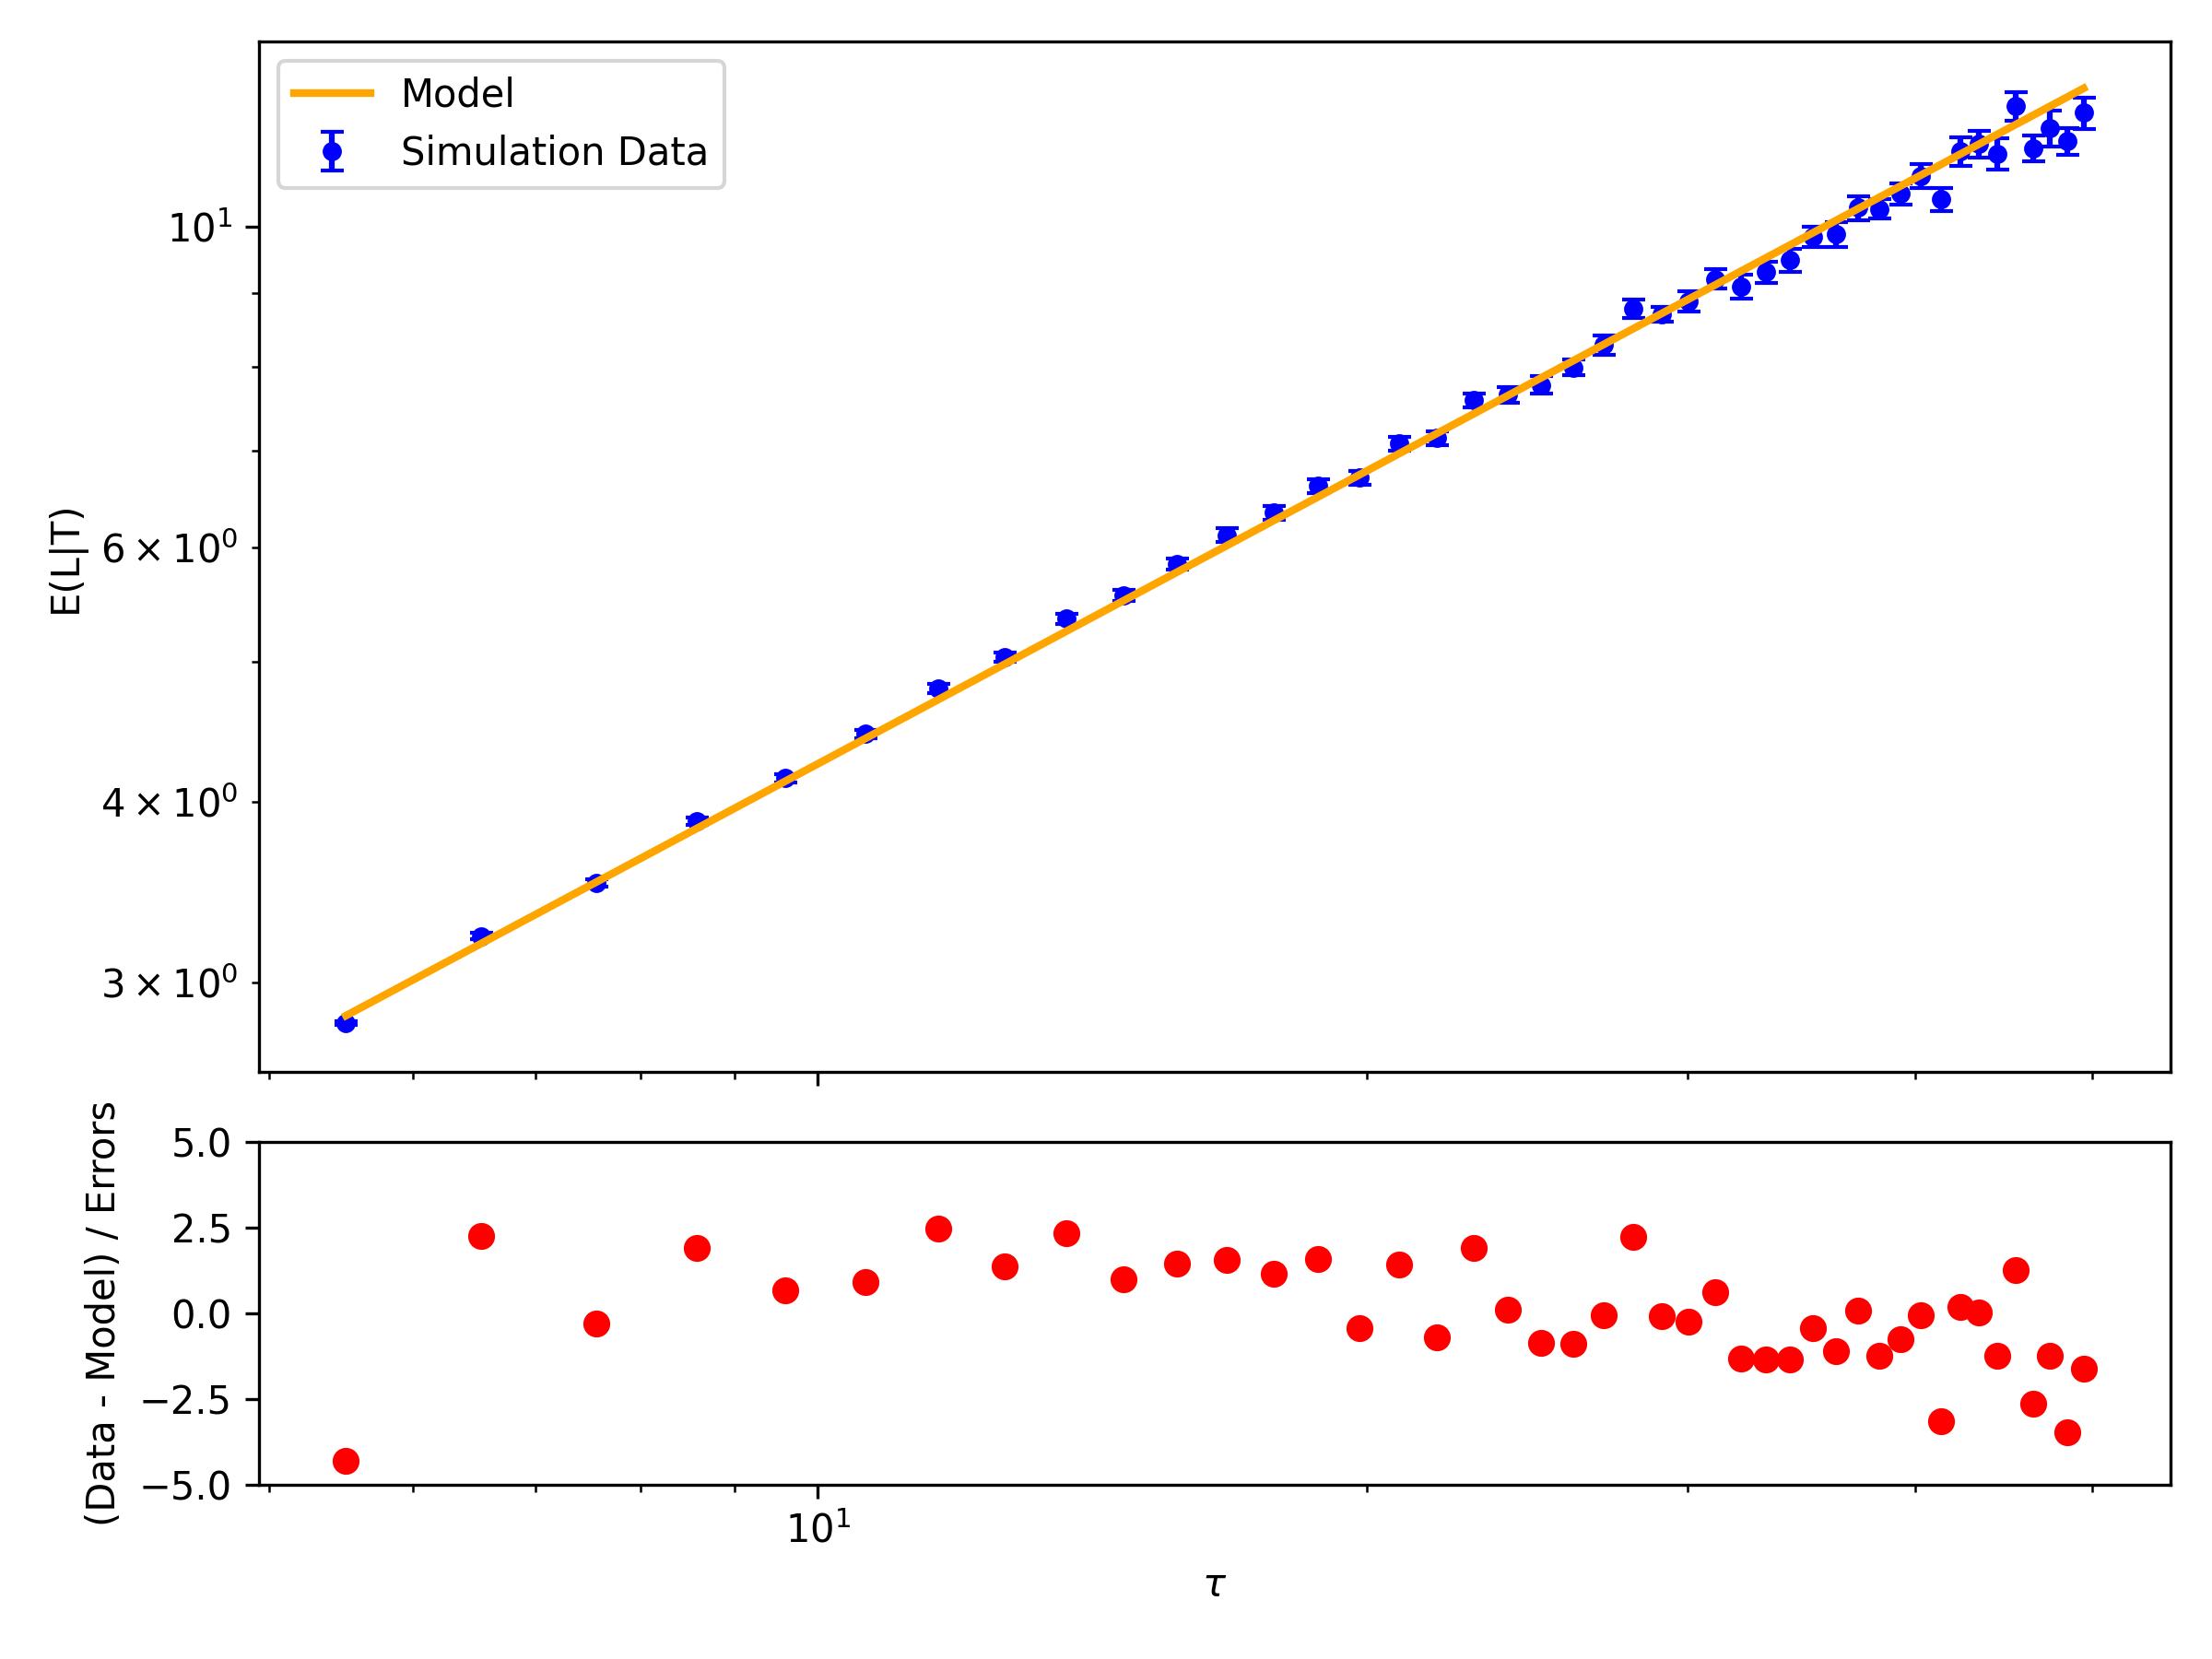 Model
Simulation Data
10¹
6 × 10⁰
4 × 10⁰
3 × 10⁰
E(L|T)
5.0
2.5
0.0
−2.5
−5.0
(Data - Model) / Errors
10¹
τ